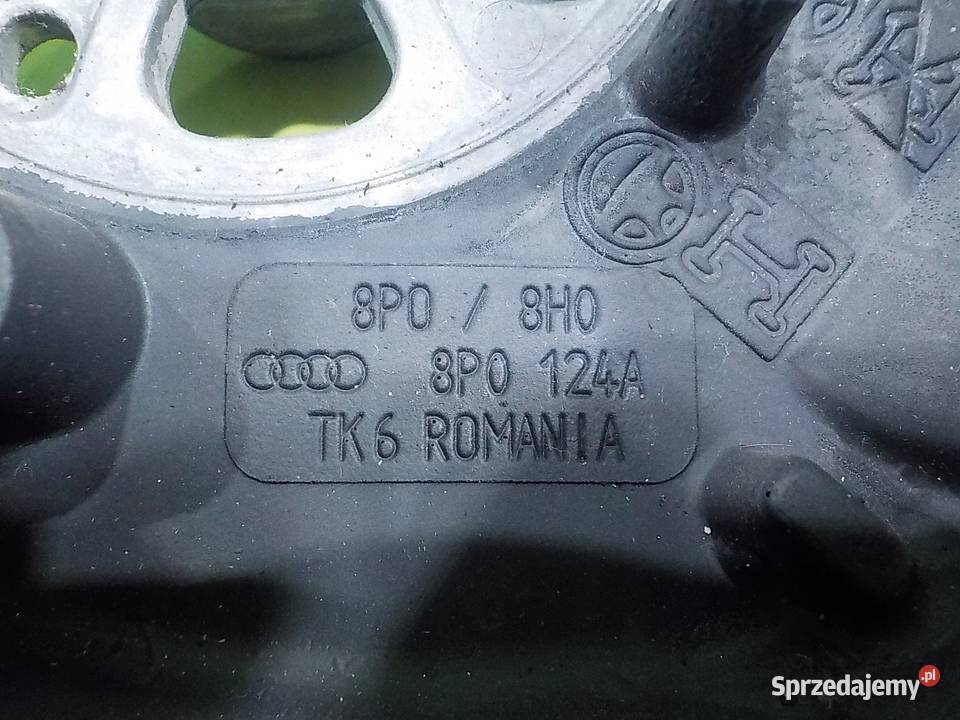 8P0 / 8H0
8P0 124A
TK6 ROMANIA
Sprzedajemy.pl